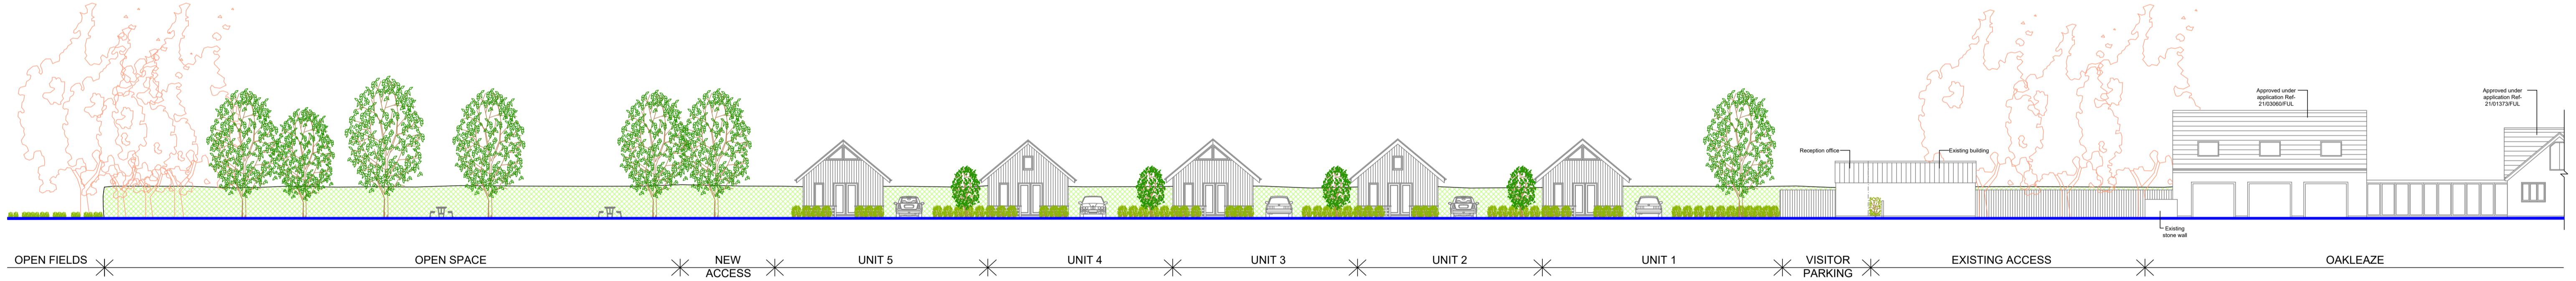 Approved under
application Ref-
21/03060/FUL
Approved under
application Ref-
21/01373/FUL
Reception office
Existing building
Existing
stone wall
OPEN FIELDS
OPEN SPACE
NEW
ACCESS
UNIT 5
UNIT 4
UNIT 3
UNIT 2
UNIT 1
VISITOR
PARKING
EXISTING ACCESS
OAKLEAZE